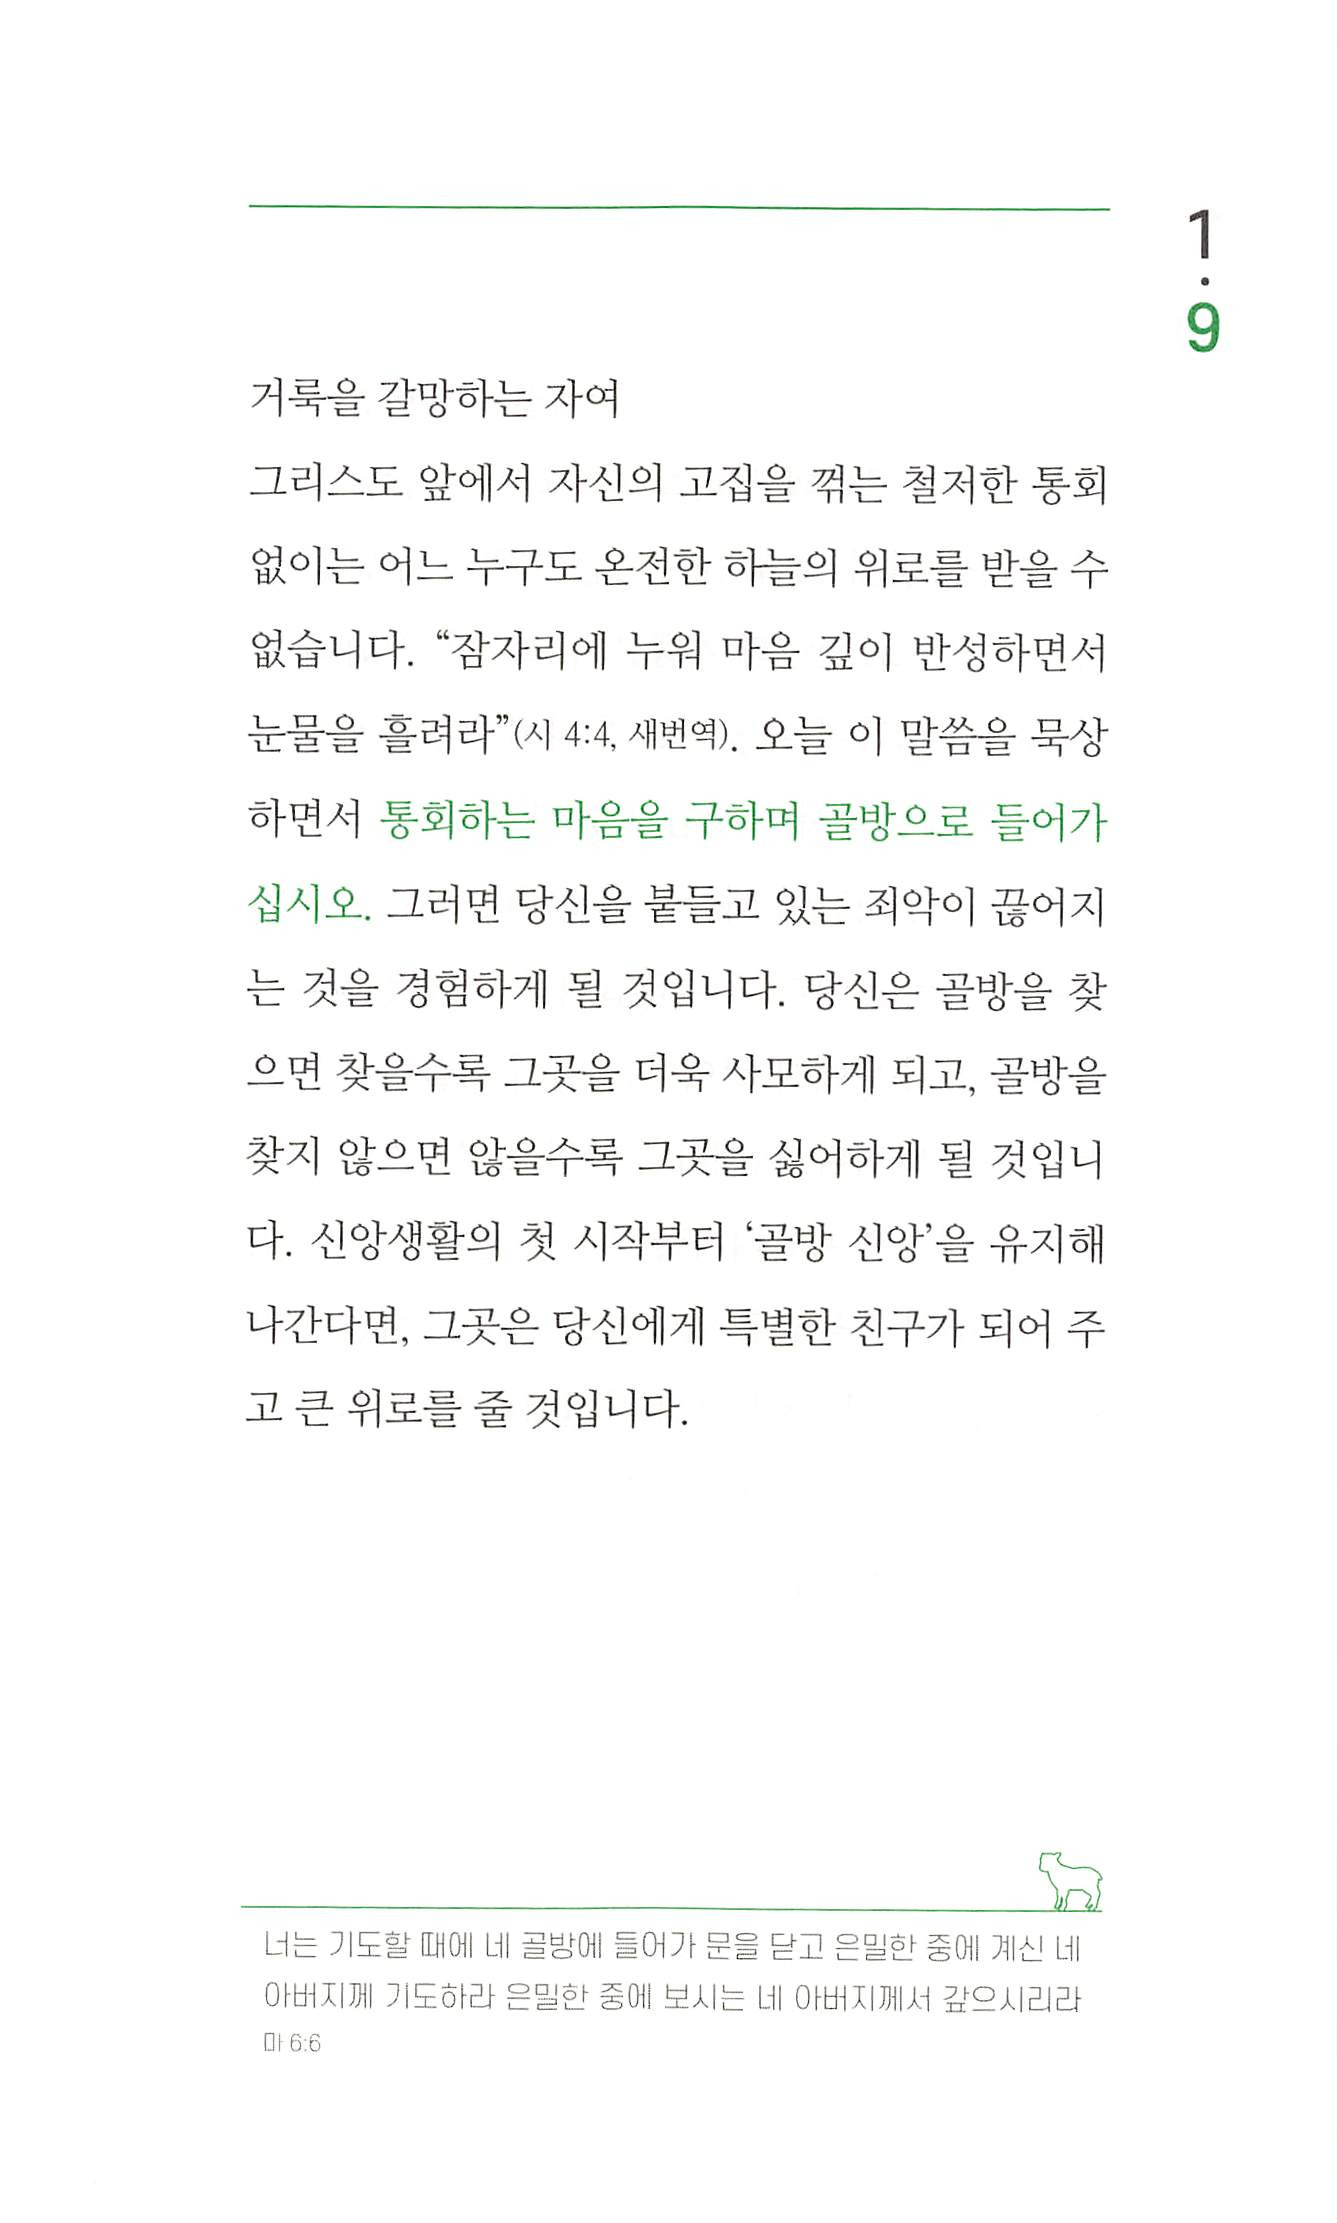 1
.
9
거룩을 갈망하는 자여
그리스도 앞에서 자신의 고집을 꺾는 철저한 통회
없이는 어느 누구도 온전한 하늘의 위로를 받을 수
없습니다. “잠자리에 누워 마음 깊이 반성하면서
눈물을 흘려라”(시 4:4, 새번역). 오늘 이 말씀을 묵상
하면서 통회하는 마음을 구하며 골방으로 들어가
십시오. 그러면 당신을 붙들고 있는 죄악이 끊어지
는 것을 경험하게 될 것입니다. 당신은 골방을 찾
으면 찾을수록 그곳을 더욱 사모하게 되고, 골방을
찾지 않으면 않을수록 그곳을 싫어하게 될 것입니
다. 신앙생활의 첫 시작부터 ‘골방 신앙’을 유지해
나간다면, 그곳은 당신에게 특별한 친구가 되어 주
고 큰 위로를 줄 것입니다.
너는 기도할 때에 네 골방에 들어가 문을 닫고 은밀한 중에 계신 네
아버지께 기도하라 은밀한 중에 보시는 네 아버지께서 갚으시리라
마 6:6